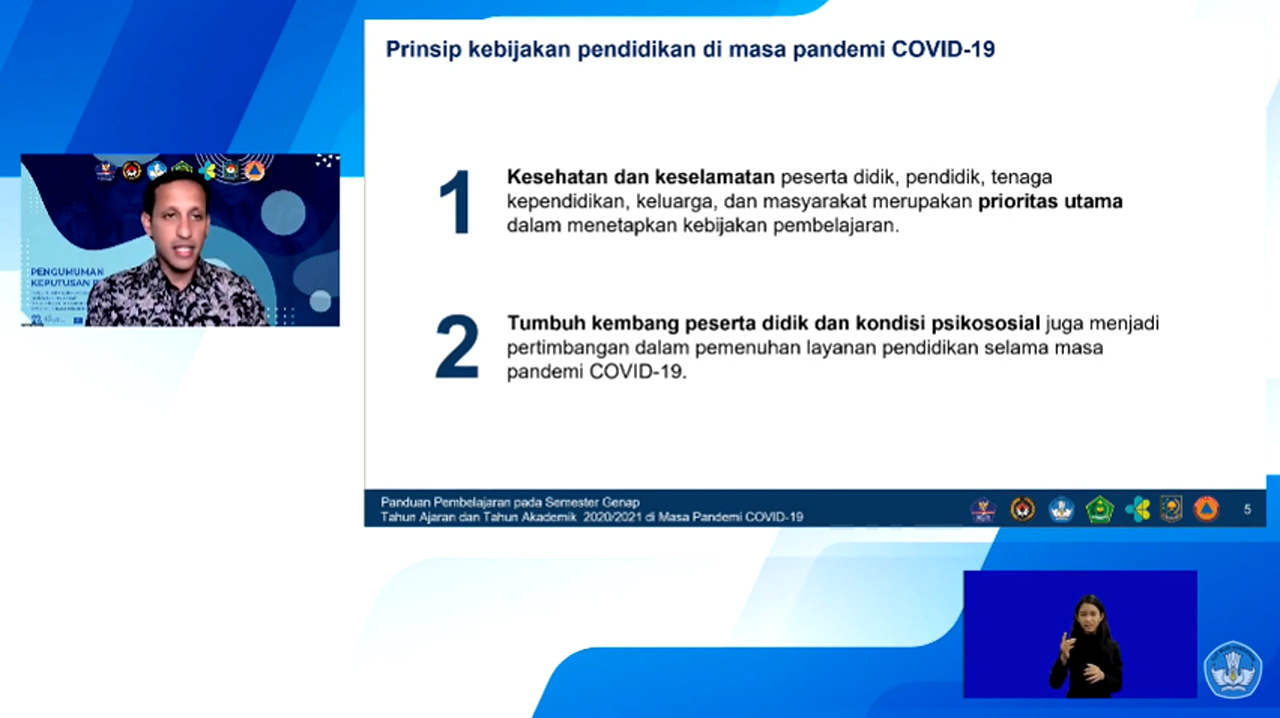 Prinsip kebijakan pendidikan di masa pandemi COVID-19
PENGUMUMAN
KEPUTUSAN
1
Kesehatan dan keselamatan peserta didik, pendidik, tenaga
kependidikan, keluarga, dan masyarakat merupakan prioritas utama
dalam menetapkan kebijakan pembelajaran.
2
Tumbuh kembang peserta didik dan kondisi psikososial juga menjadi
pertimbangan dalam pemenuhan layanan pendidikan selama masa
pandemi COVID-19.
Panduan Pembelajaran pada Semester Genap
Tahun Ajaran dan Tahun Akademik 2020/2021 di Masa Pandemi COVID-19
5